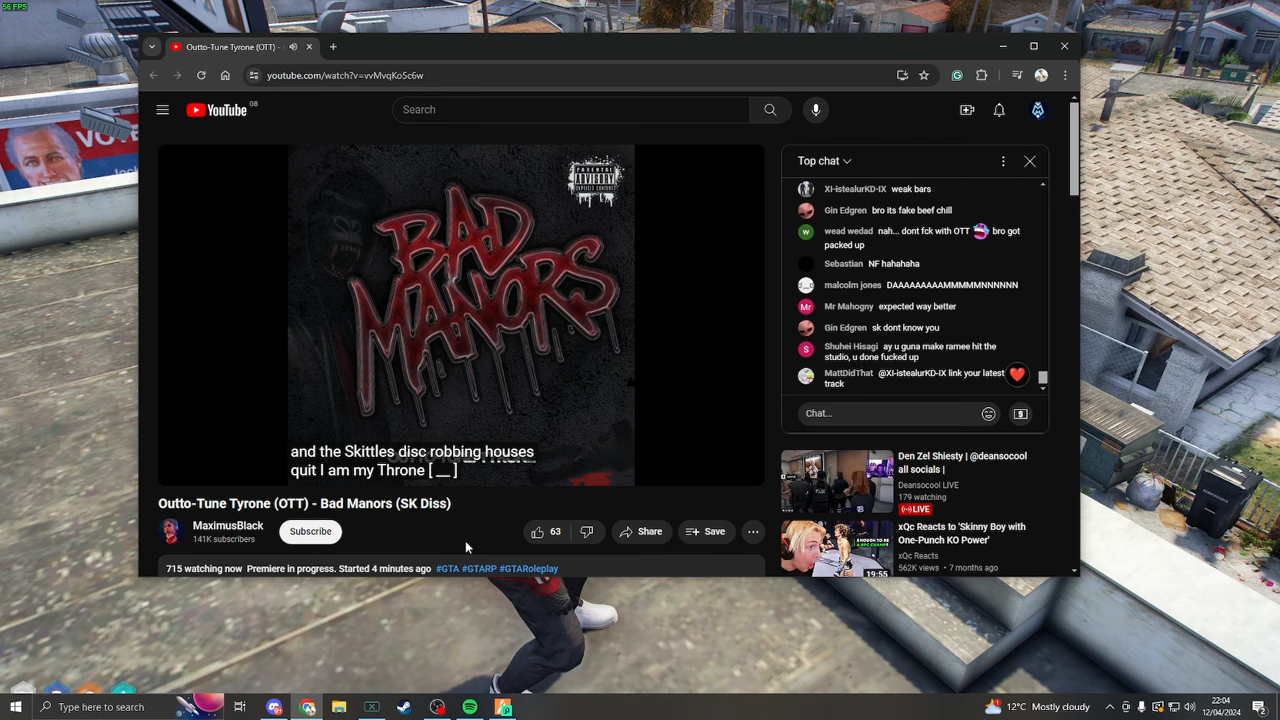 56 FPS
Outto-Tune Tyrone (OTT) -
youtube.com/watch?v=vvMvqKoSc6w
YouTube GB
Search
VOTE
PARENTAL
ADVISORY
EXPLICIT CONTENT
BAD
MANORS
and the Skittles disc robbing houses
quit I am my Throne [ __ ]
Outto-Tune Tyrone (OTT) - Bad Manors (SK Diss)
MaximusBlack
141K subscribers
Subscribe
63
Share
Save
715 watching now Premiere in progress. Started 4 minutes ago #GTA #GTARP #GTARoleplay
Top chat
XI-istealurKD-IX weak bars
Gin Edgren bro its fake beef chill
w
wead wedad nah... dont fck with OTT bro got
packed up
Sebastian NF hahahaha
malcolm jones DAAAAAAAAAMMMMMNNNNNN
Mr
Mr Mahogny expected way better
Gin Edgren sk dont know you
S
Shuhei Hisagi ay u guna make ramee hit the
studio, u done fucked up
MattDidThat @XI-istealurKD-IX link your latest
track
Chat...
Den Zel Shiesty | @deansocool
all socials |
Deansocool LIVE
179 watching
LIVE
xQc Reacts to 'Skinny Boy with
One-Punch KO Power'
xQc Reacts
562K views • 7 months ago
19:55
Type here to search
12°C Mostly cloudy
22:04
12/04/2024
2